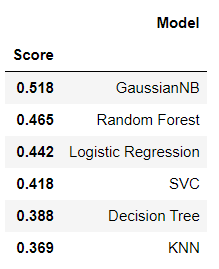 Model
Score
0.518 GaussianNB
0.465 Random Forest
0.442 Logistic Regression
0.418 SVC
0.388 Decision Tree
0.369 KNN